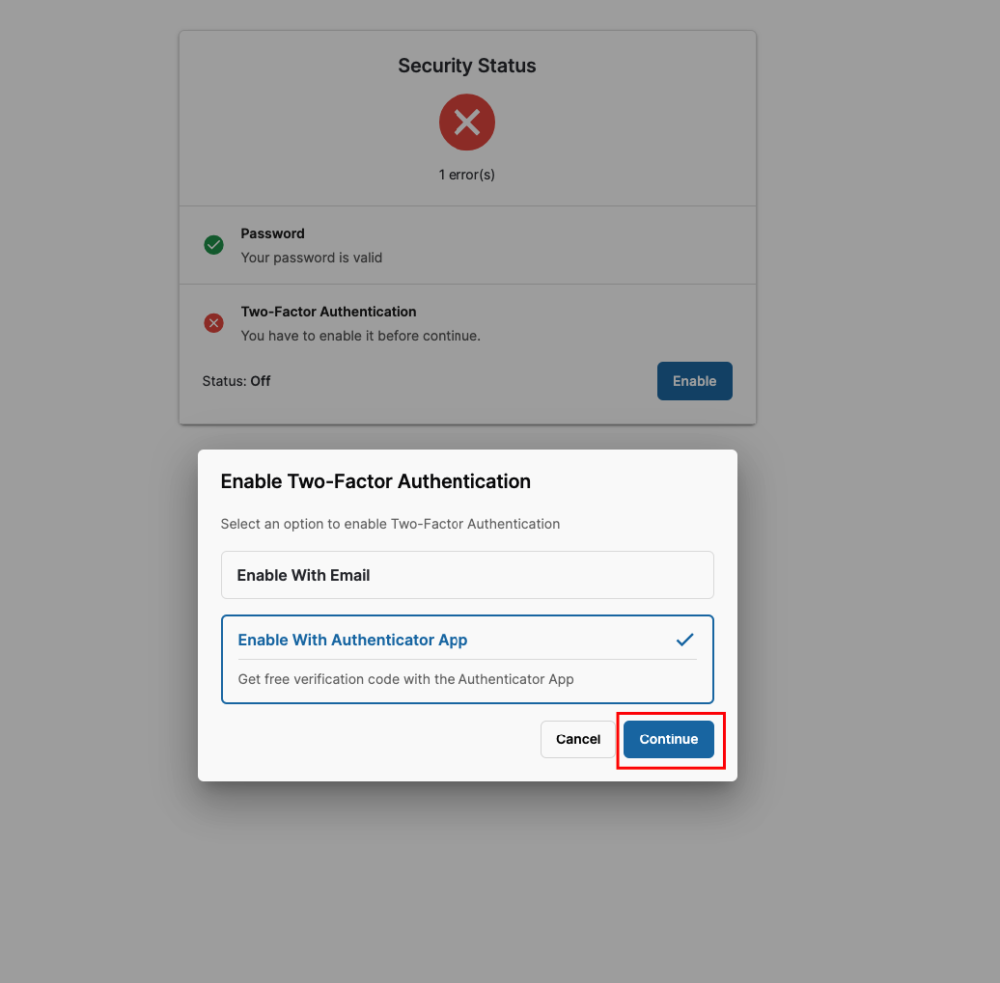 Security Status
1 error(s)
Password
Your password is valid
Two-Factor Authentication
You have to enable it before continue.
Status: Off
Enable
Enable Two-Factor Authentication
Select an option to enable Two-Factor Authentication
Enable With Email
Enable With Authenticator App
Get free verification code with the Authenticator App
Cancel
Continue